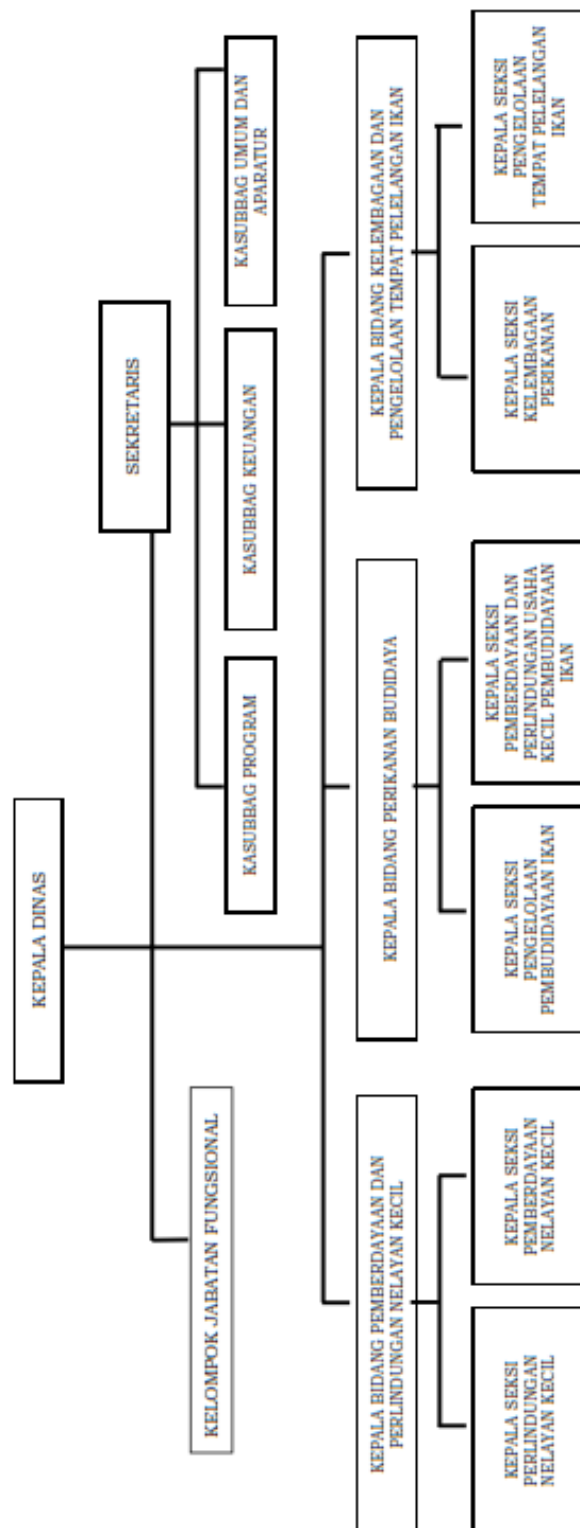 KEPALA DINAS
SEKRETARIS
KELOMPOK JABATAN FUNGSIONAL
KASUBBAG PROGRAM
KASUBBAG KEUANGAN
KASUBBAG UMUM DAN
APARATUR
KEPALA BIDANG PEMBERDAYAAN DAN
PERLINDUNGAN NELAYAN KECIL
KEPALA BIDANG PERIKANAN BUDIDAYA
KEPALA BIDANG KELEMBAGAAN DAN
PENGELOLAAN TEMPAT PELELANGAN IKAN
KEPALA SEKSI
PERLINDUNGAN
NELAYAN KECIL
KEPALA SEKSI
PEMBERDAYAAN
NELAYAN KECIL
KEPALA SEKSI
PENGELOLAAN
PEMBUDIDAYAAN IKAN
KEPALA SEKSI
PEMBERDAYAAN DAN
PERLINDUNGAN USAHA
KECIL PEMBUDIDAYAAN
IKAN
KEPALA SEKSI
KELEMBAGAAN
PERIKANAN
KEPALA SEKSI
PENGELOLAAN
TEMPAT PELELANGAN
IKAN